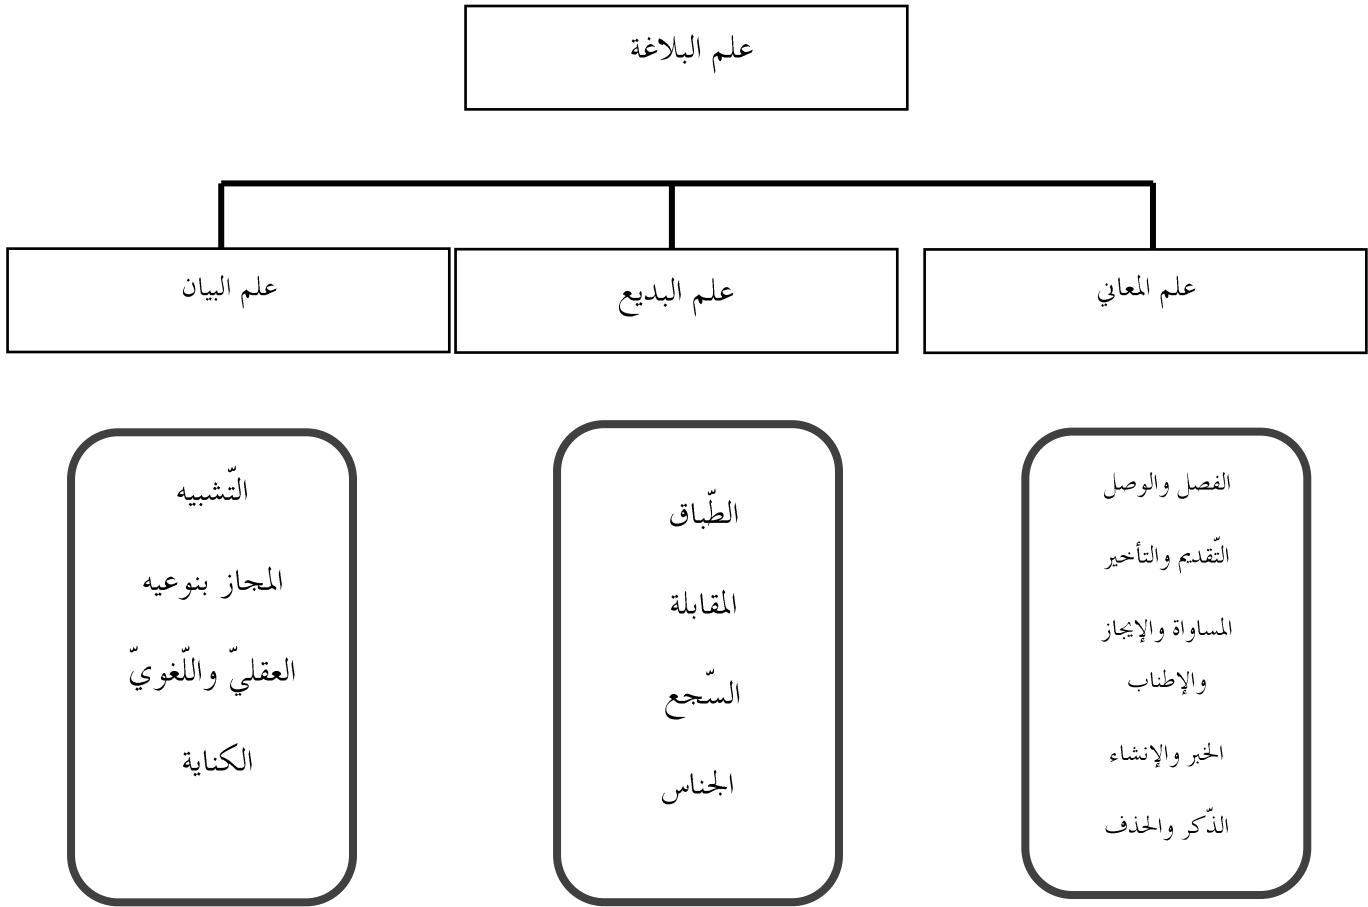 علم البلاغة
علم المعاني
علم البديع
علم البيان
الفصل والوصل
التّقديم والتأخير
المساواة والإيجاز
والإطناب
الخبر والإنشاء
الذّكر والحذف
الطّباق
المقابلة
السّجع
الجناس
التّشبيه
المجاز بنوعيه
العقليّ واللّغويّ
الكناية